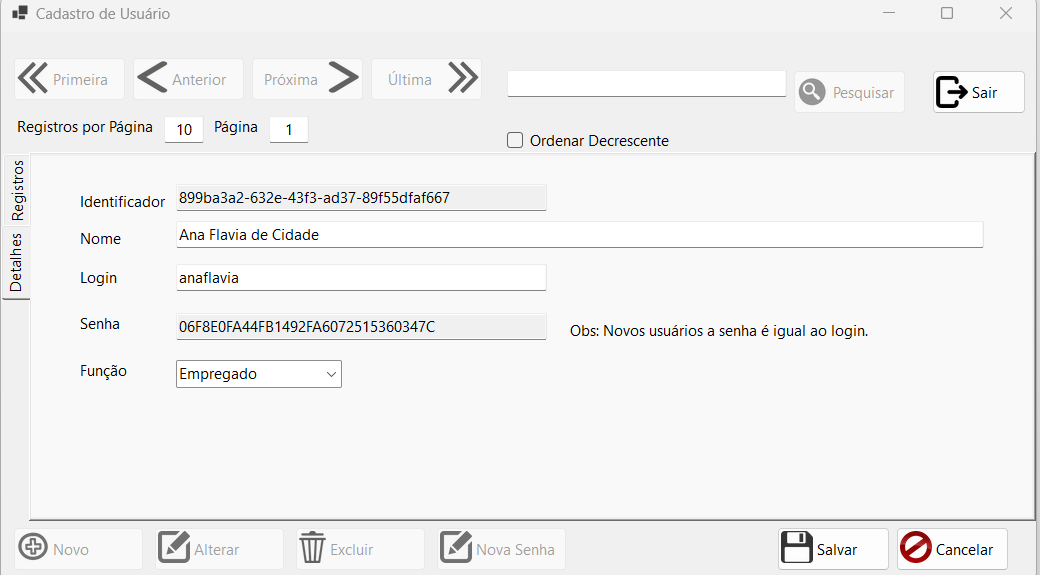 Cadastro de Usuário
Primeira Anterior Próxima Última Pesquisar Sair
Registros por Página 10 Página 1
Ordenar Decrescente
Registros
Detalhes
Identificador 899ba3a2-632e-43f3-ad37-89f55dfaf667
Nome Ana Flavia de Cidade
Login anaflavia
Senha 06F8E0FA44FB1492FA6072515360347C Obs: Novos usuários a senha é igual ao login.
Função Empregado
Novo Alterar Excluir Nova Senha Salvar Cancelar